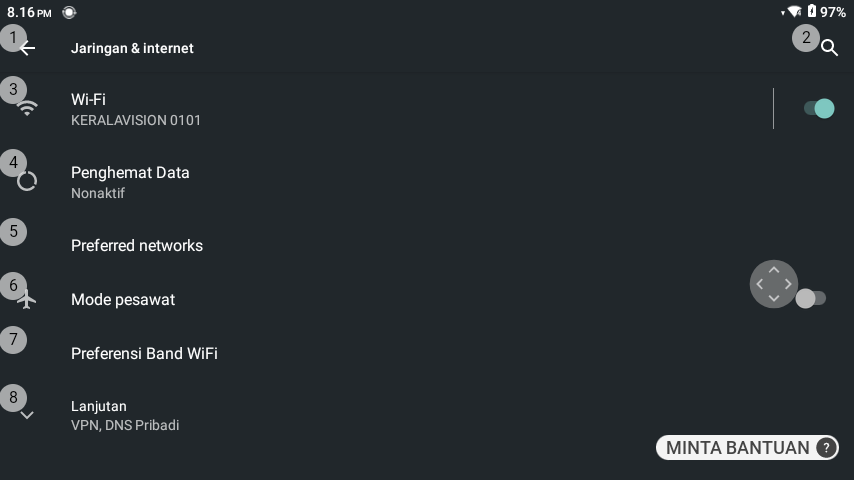 8.16 PM
97%
1
Jaringan & internet
2
3
Wi-Fi
KERALAVISION 0101
4
Penghemat Data
Nonaktif
5
Preferred networks
6
Mode pesawat
7
Preferensi Band WiFi
8
Lanjutan
VPN, DNS Pribadi
MINTA BANTUAN ?